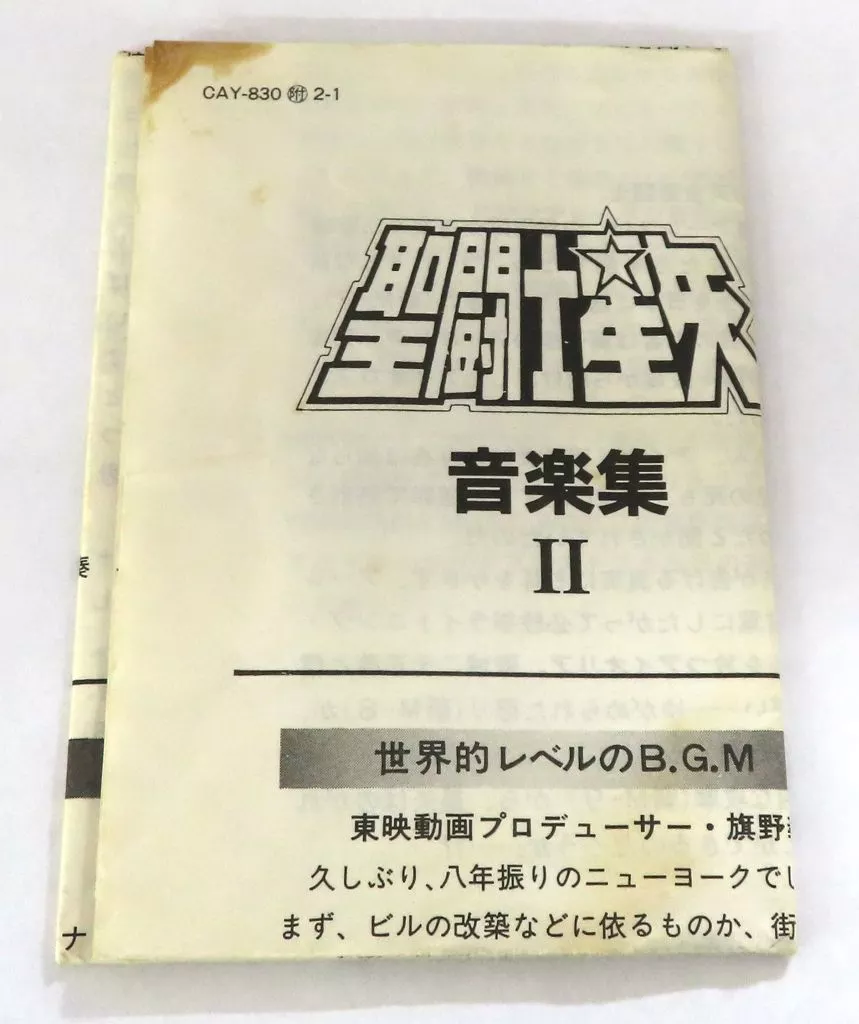 CAY-830 ㊑ 2-1
聖闘士星矢
音楽集
II
世界的レベルのB.G.M
東映動画プロデューサー・旗野
久しぶり、八年振りのニューヨークでし
まず、ビルの改築などに依るものか、街
奏
ナ